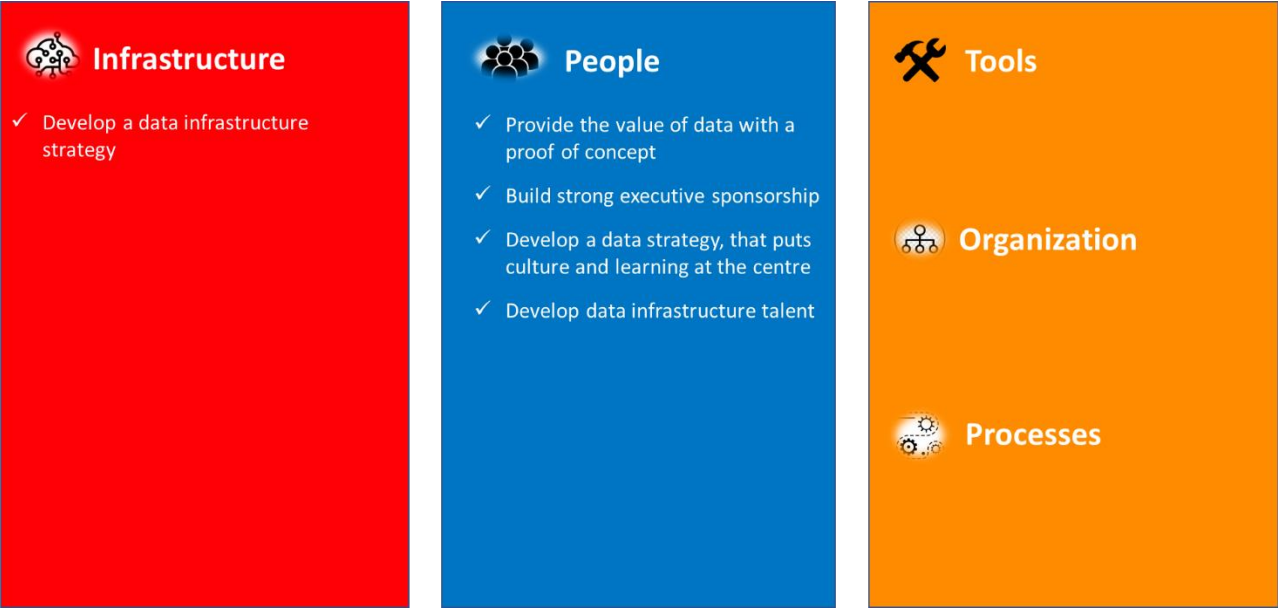 Infrastructure
✓ Develop a data infrastructure
strategy
People
✓ Provide the value of data with a
proof of concept
✓ Build strong executive sponsorship
✓ Develop a data strategy, that puts
culture and learning at the centre
✓ Develop data infrastructure talent
Tools
Organization
Processes